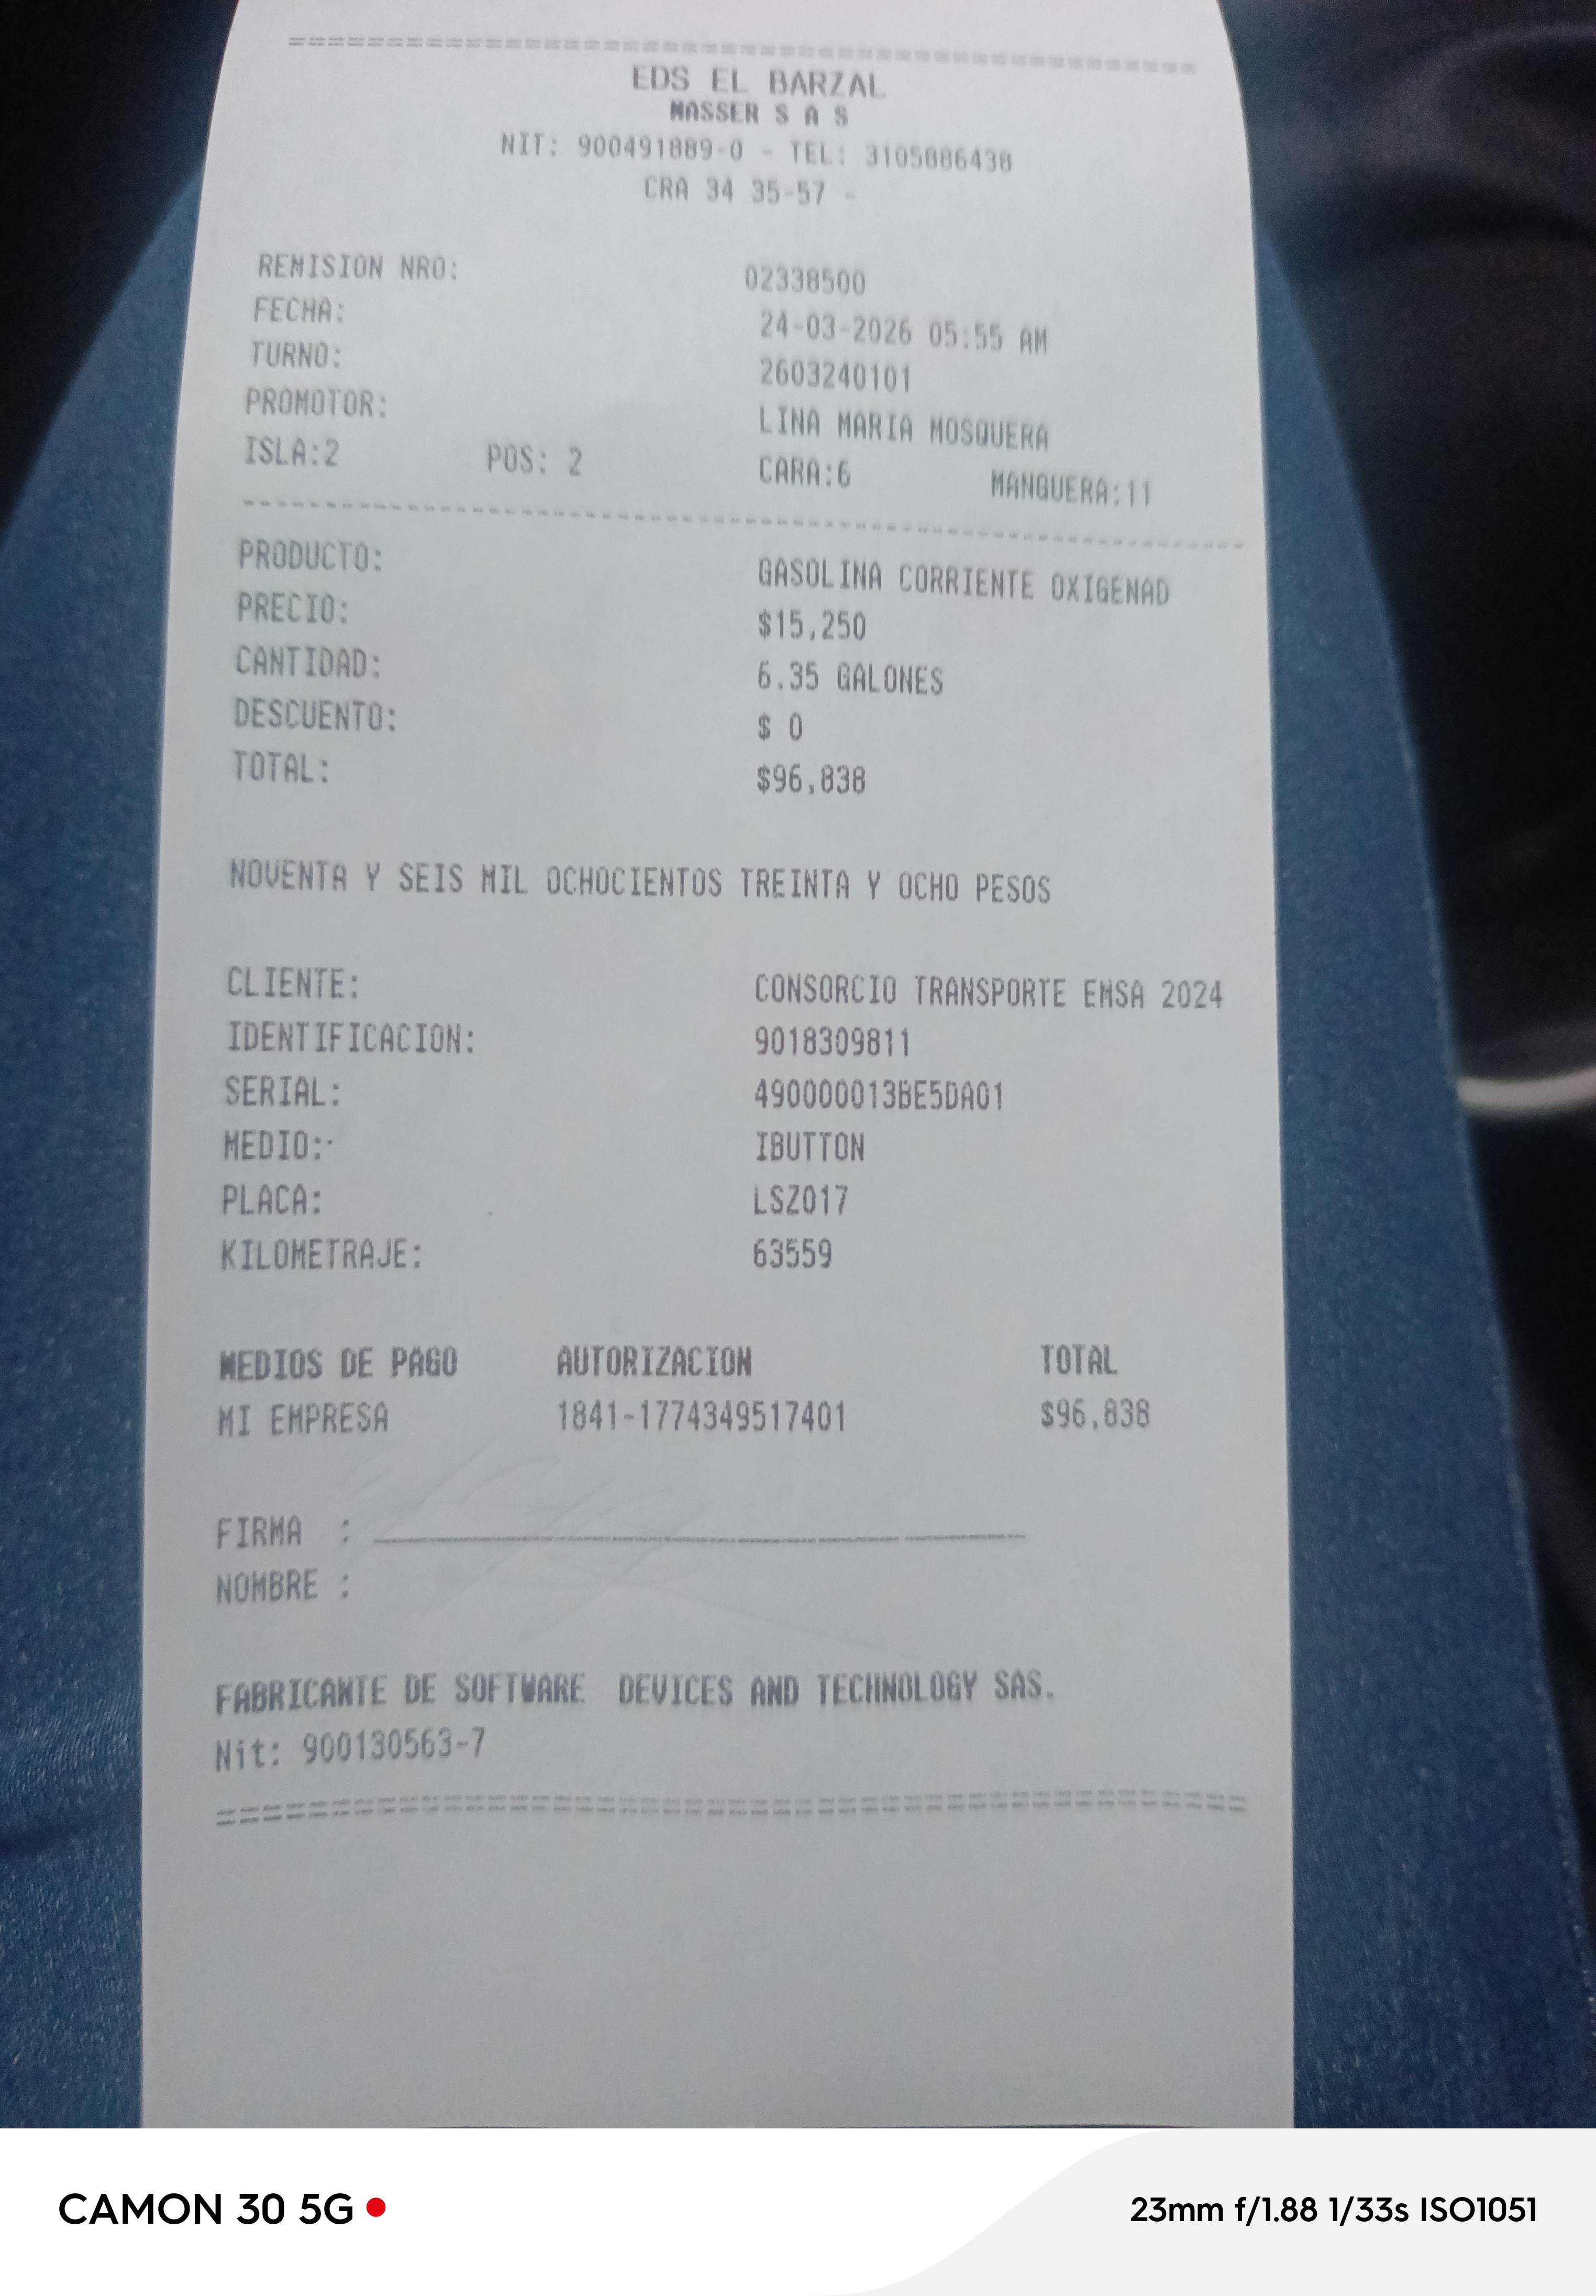 ================================================
EDS EL BARZAL
MASSER S A S
NIT: 900491889-0 - TEL: 3105886438
CRA 34 35-57 -
REMISION NRO: 02338500
FECHA: 24-03-2026 05:55 AM
TURNO: 2603240101
PROMOTOR: LINA MARIA MOSQUERA
ISLA:2 POS: 2 CARA:6 MANGUERA:11
------------------------------------------------
PRODUCTO: GASOLINA CORRIENTE OXIGENAD
PRECIO: $15,250
CANTIDAD: 6.35 GALONES
DESCUENTO: $ 0
TOTAL: $96,838
NOVENTA Y SEIS MIL OCHOCIENTOS TREINTA Y OCHO PESOS
CLIENTE: CONSORCIO TRANSPORTE EMSA 2024
IDENTIFICACION: 9018309811
SERIAL: 490000013BE5DA01
MEDIO: IBUTTON
PLACA: LSZ017
KILOMETRAJE: 63559
MEDIOS DE PAGO AUTORIZACION TOTAL
MI EMPRESA 1841-1774349517401 $96,838
FIRMA : ________________________________
NOMBRE :
FABRICANTE DE SOFTWARE DEVICES AND TECHNOLOGY SAS.
Nit: 900130563-7
================================================
CAMON 30 5G
23mm f/1.88 1/33s ISO1051